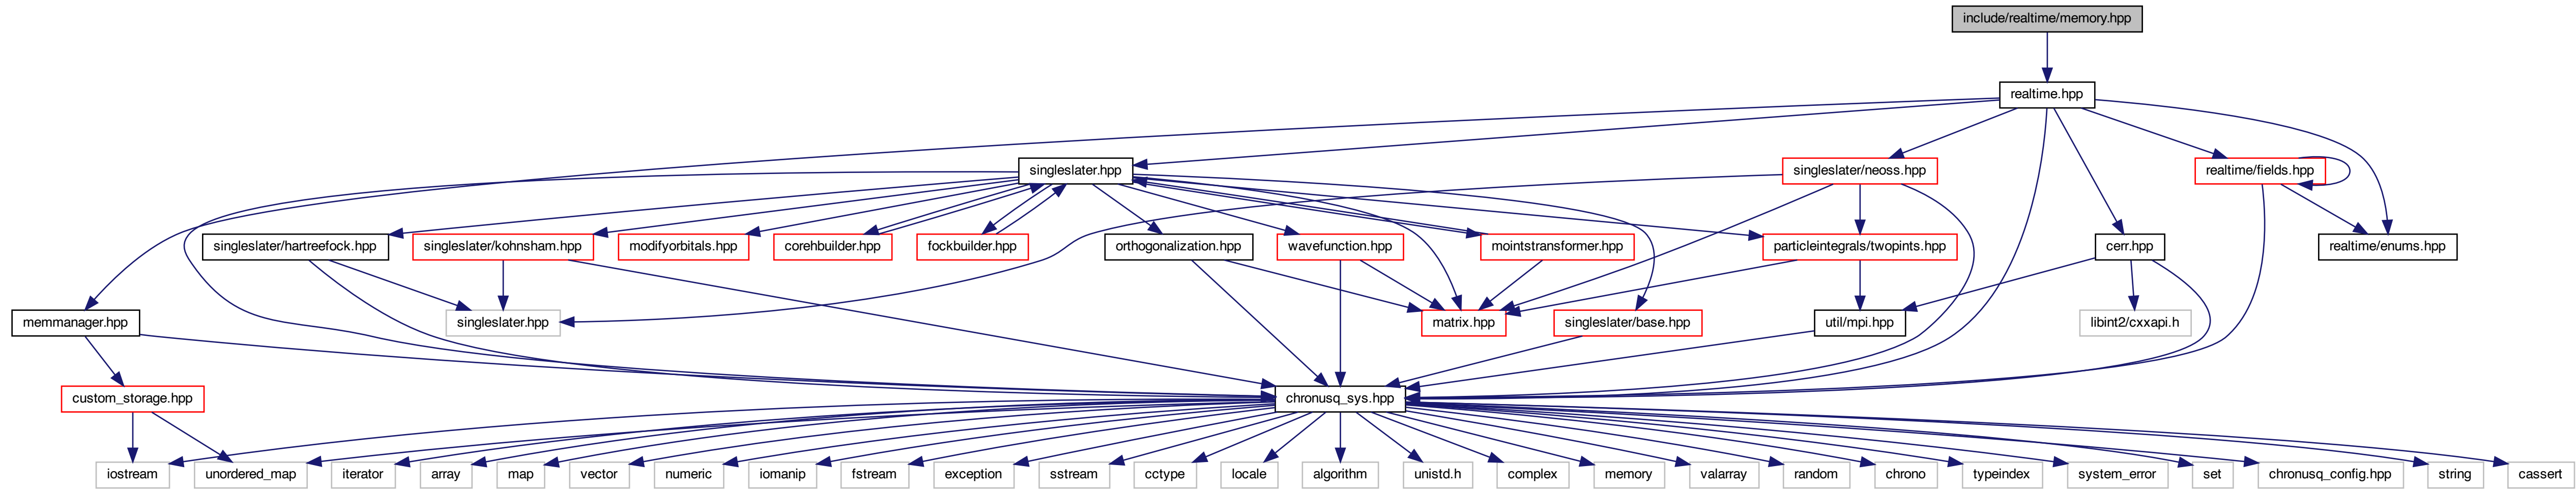 include/realtime/memory.hpp
realtime.hpp
singleslater.hpp
singleslater/neoss.hpp
realtime/fields.hpp
singleslater/hartreefock.hpp
singleslater/kohnsham.hpp
modifyorbitals.hpp
corehbuilder.hpp
fockbuilder.hpp
orthogonalization.hpp
wavefunction.hpp
mointstransformer.hpp
particleintegrals/twopints.hpp
cerr.hpp
realtime/enums.hpp
memmanager.hpp
singleslater.hpp
matrix.hpp
singleslater/base.hpp
util/mpi.hpp
libint2/cxxapi.h
custom_storage.hpp
chronusq_sys.hpp
iostream
unordered_map
iterator
array
map
vector
numeric
iomanip
fstream
exception
sstream
cctype
locale
algorithm
unistd.h
complex
memory
valarray
random
chrono
typeindex
system_error
set
chronusq_config.hpp
string
cassert